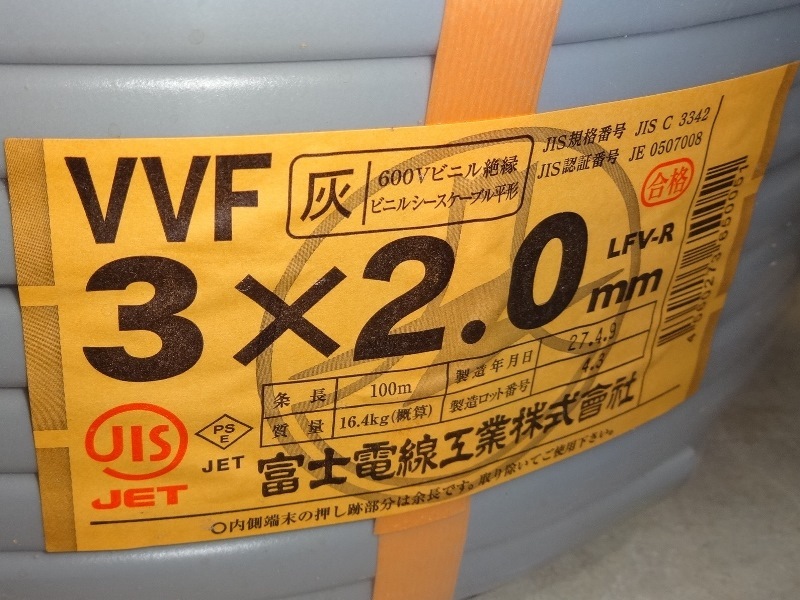 VVF
灰
600Vビニル絶縁
ビニルシースケーブル平形
JIS規格番号 JIS C 3342
JIS認証番号 JE 0507008
合格
3×2.0mm
LFV-R
条長 100m 製造年月日 27.4.9
質量 16.4kg(概算) 製造ロット番号 4.3
JIS
JET
PS
E
JET
富士電線工業株式會社
○内側端末の押し跡部分は余長です。取り除いてご使用下さい。